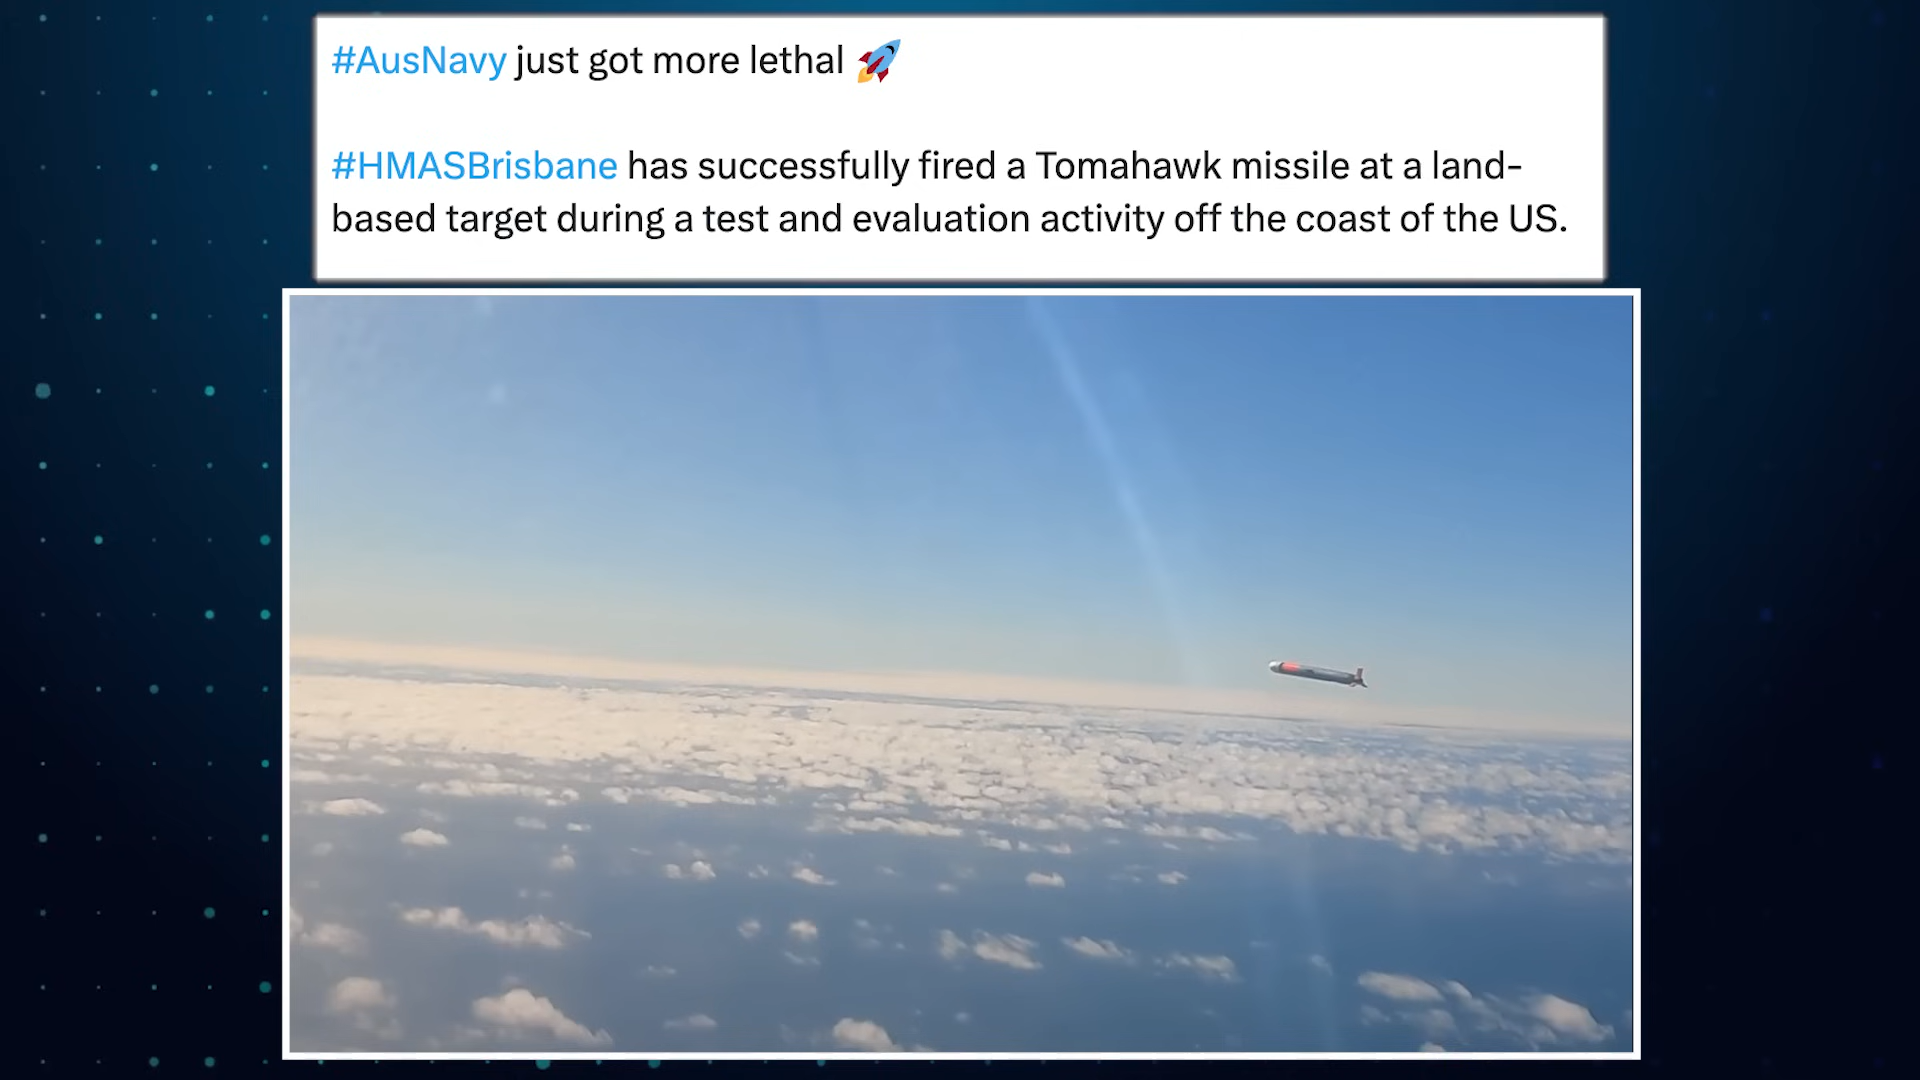 #AusNavy just got more lethal 🚀
#HMASBrisbane has successfully fired a Tomahawk missile at a land-
based target during a test and evaluation activity off the coast of the US.